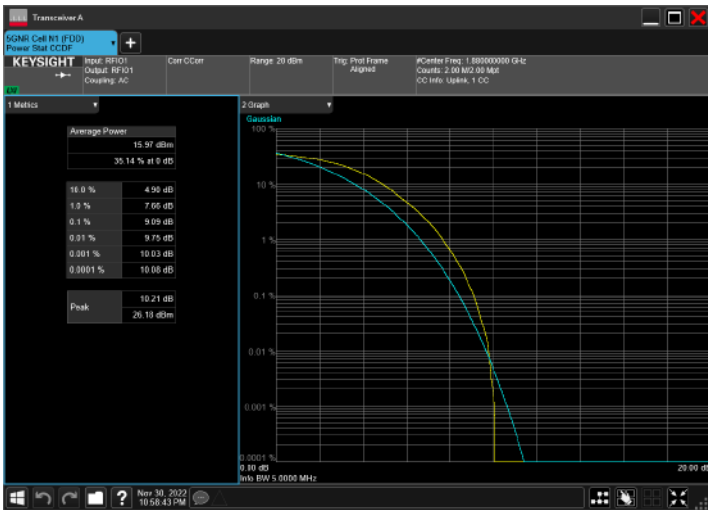 Transceiver A
5GNR Cell N1 (FDD)
Power Stat CCDF
KEYSIGHT
Input: RFIO1
Output: RFIO1
Coupling: AC
Corr CCorr
Range: 20 dBm
Trig: Prot Frame
Aligned
#Center Freq: 1.880000000 GHz
Counts: 2.00 M/2.00 Mpt
CC Info: Uplink, 1 CC
1 Metrics
Average Power
15.97 dBm
35.14 % at 0 dB
10.0 % 4.90 dB
1.0 % 7.66 dB
0.1 % 9.09 dB
0.01 % 9.75 dB
0.001 % 10.03 dB
0.0001 % 10.08 dB
Peak
10.21 dB
26.18 dBm
2 Graph
Gaussian
100 %
10 %
1 %
0.1 %
0.01 %
0.001 %
0.0001 %
0.00 dB
20.00 dB
Info BW 5.0000 MHz
?
Nov 30, 2022
10:58:43 PM